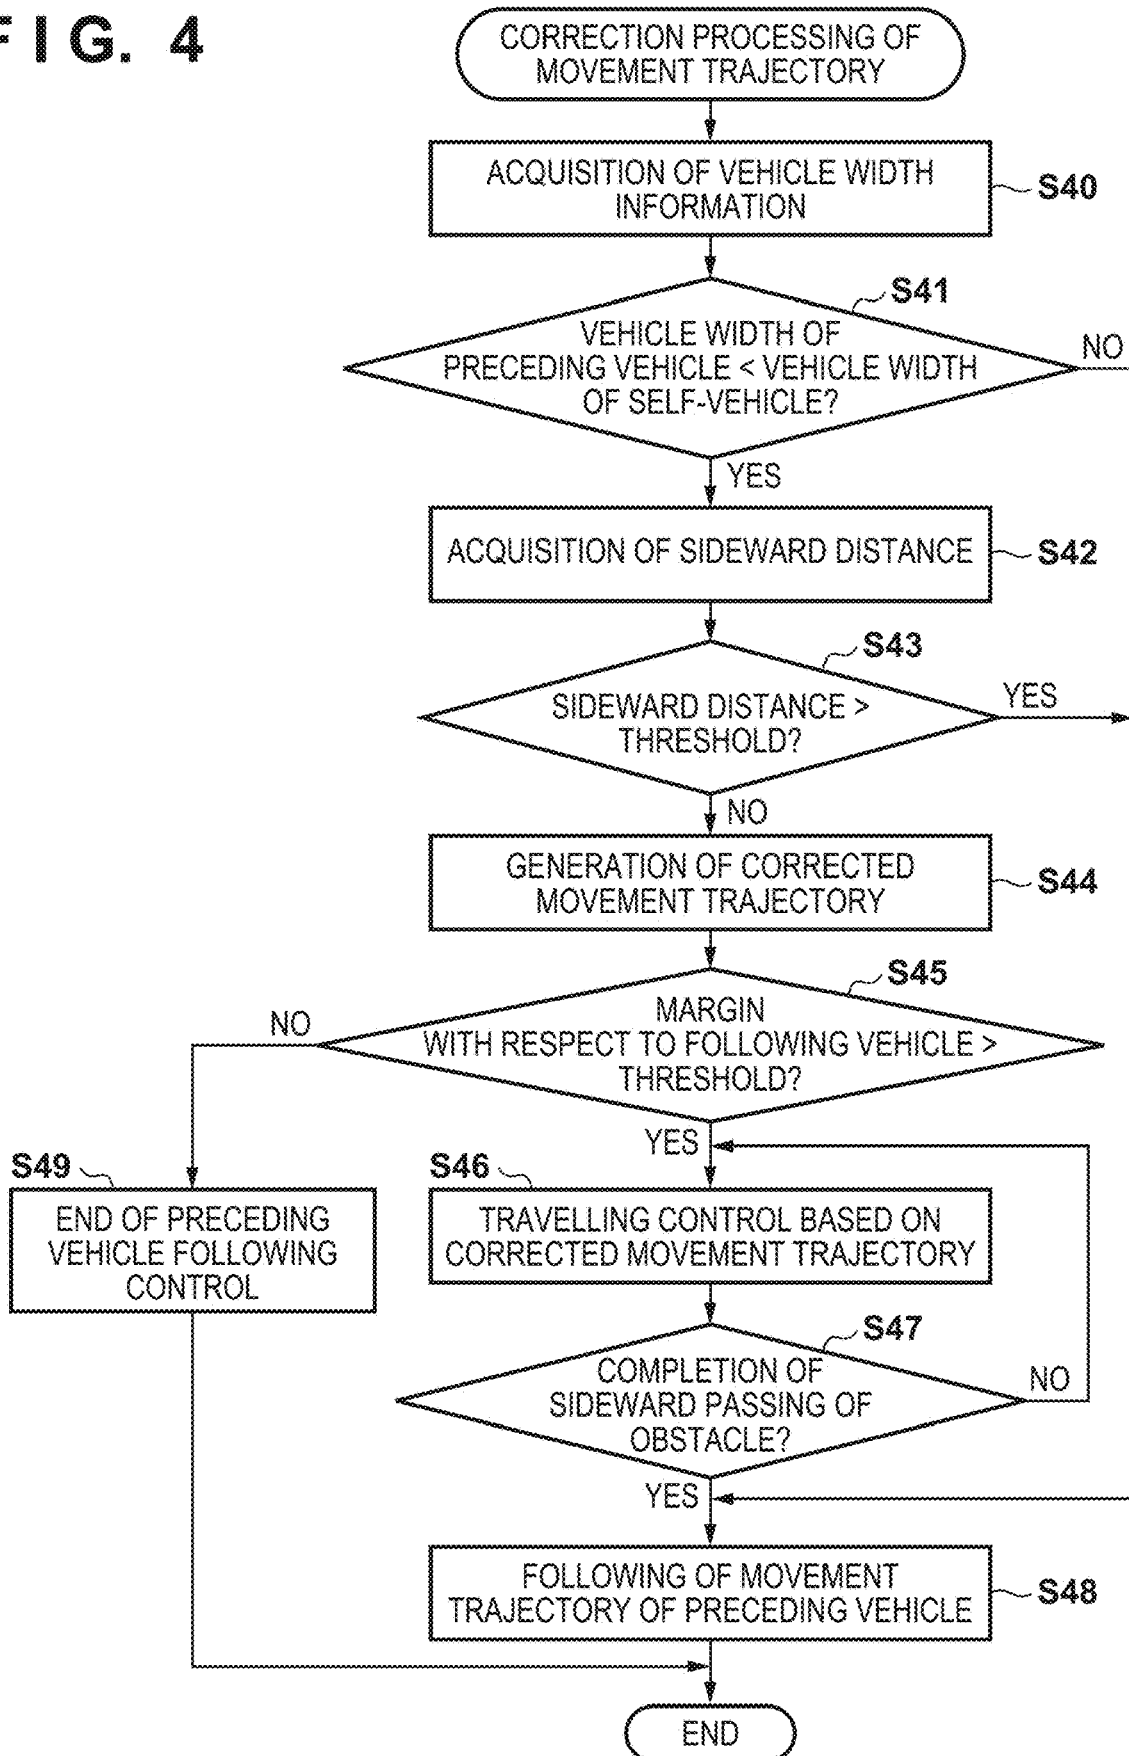 FIG. 4
CORRECTION PROCESSING OF
MOVEMENT TRAJECTORY
ACQUISITION OF VEHICLE WIDTH
INFORMATION
S40
S41
VEHICLE WIDTH OF
PRECEDING VEHICLE < VEHICLE WIDTH
OF SELF-VEHICLE?
NO
YES
ACQUISITION OF SIDEWARD DISTANCE
S42
S43
SIDEWARD DISTANCE >
THRESHOLD?
YES
NO
GENERATION OF CORRECTED
MOVEMENT TRAJECTORY
S44
S45
MARGIN
WITH RESPECT TO FOLLOWING VEHICLE >
THRESHOLD?
NO
YES
S49
END OF PRECEDING
VEHICLE FOLLOWING
CONTROL
S46
TRAVELLING CONTROL BASED ON
CORRECTED MOVEMENT TRAJECTORY
S47
COMPLETION OF
SIDEWARD PASSING OF
OBSTACLE?
NO
YES
FOLLOWING OF MOVEMENT
TRAJECTORY OF PRECEDING VEHICLE
S48
END